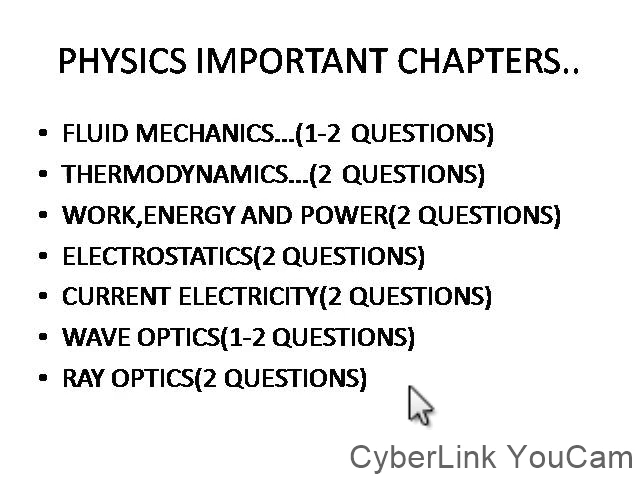 PHYSICS IMPORTANT CHAPTERS..
• FLUID MECHANICS...(1-2 QUESTIONS)
• THERMODYNAMICS...(2 QUESTIONS)
• WORK,ENERGY AND POWER(2 QUESTIONS)
• ELECTROSTATICS(2 QUESTIONS)
• CURRENT ELECTRICITY(2 QUESTIONS)
• WAVE OPTICS(1-2 QUESTIONS)
• RAY OPTICS(2 QUESTIONS)
CyberLink YouCam